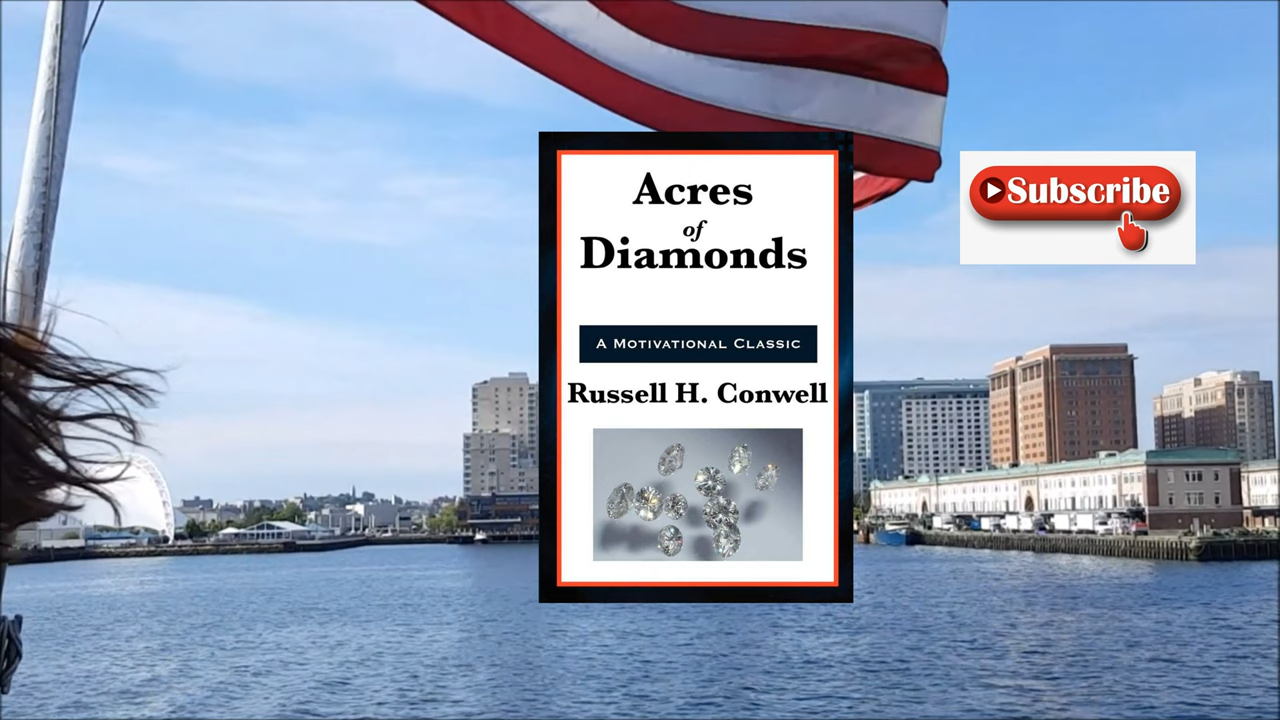 Acres
of
Diamonds
A Motivational Classic
Russell H. Conwell
Subscribe